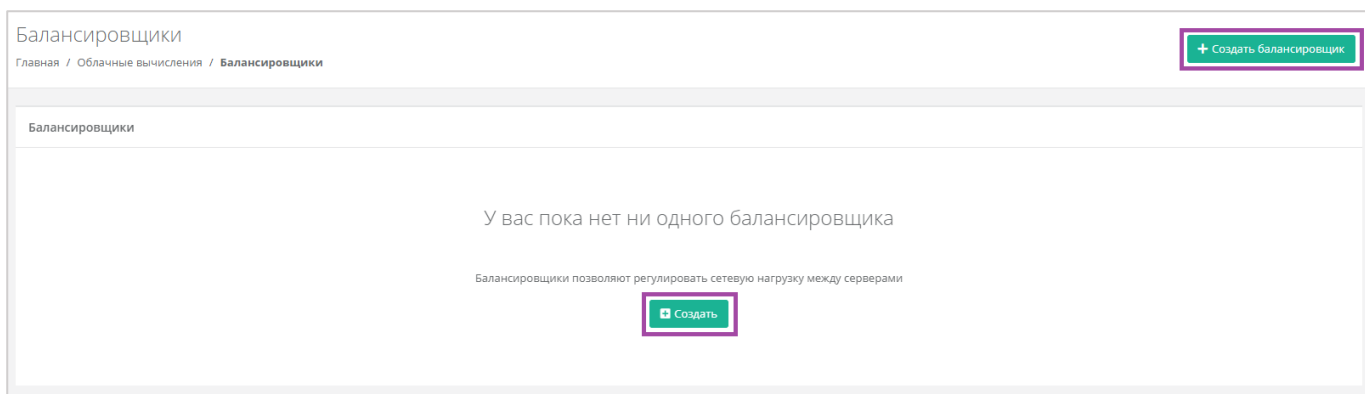 Балансировщики
+ Создать балансировщик
Главная / Облачные вычисления / Балансировщики
Балансировщики
У вас пока нет ни одного балансировщика
Балансировщики позволяют регулировать сетевую нагрузку между серверами
Создать